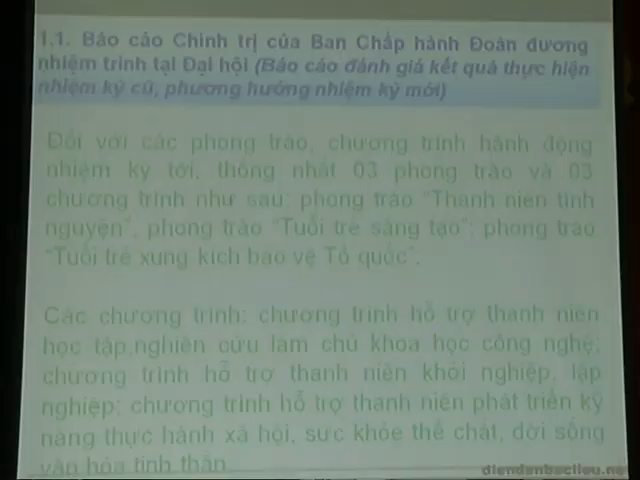 1.1. Báo cáo Chính trị của Ban Chấp hành Đoàn đương
nhiệm trình tại Đại hội (Báo cáo đánh giá kết quả thực hiện
nhiệm kỳ cũ, phương hướng nhiệm kỳ mới)
Đối với các phong trào, chương trình hành động
nhiệm kỳ tới, thống nhất 03 phong trào và 03
chương trình như sau: phong trào "Thanh niên tình
nguyện", phong trào "Tuổi trẻ sáng tạo"; phong trào
"Tuổi trẻ xung kích bảo vệ Tổ quốc".
Các chương trình: chương trình hỗ trợ thanh niên
học tập,nghiên cứu làm chủ khoa học công nghệ;
chương trình hỗ trợ thanh niên khởi nghiệp, lập
nghiệp; chương trình hỗ trợ thanh niên phát triển kỹ
năng thực hành xã hội, sức khỏe thể chất, đời sống
văn hóa tinh thần
diendanbaclieu.net